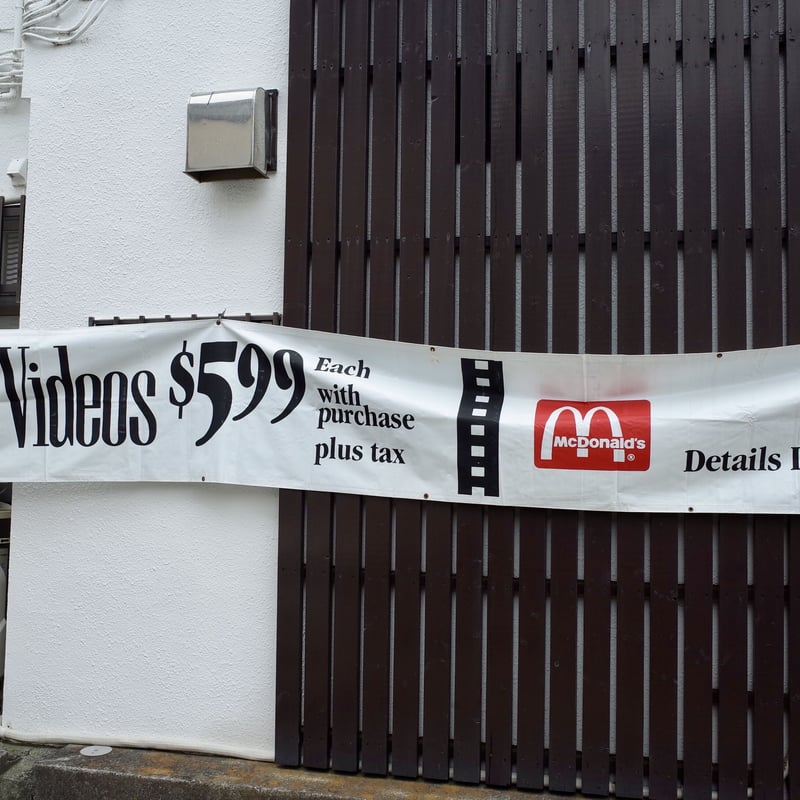 Videos $5.99
Each
with
purchase
plus tax
McDonald's®
Details